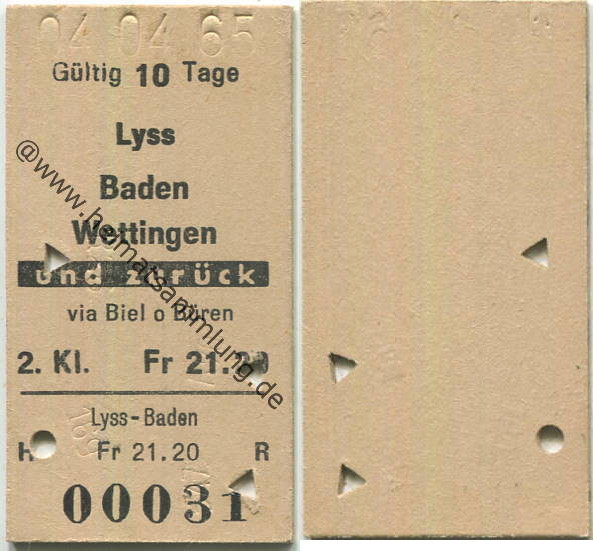 04 04 65
Gültig 10 Tage
Lyss
Baden
Wettingen
und zurück
via Biel o Büren
2. Kl. Fr 21.20
Lyss-Baden
H Fr 21.20 R
00031
@www.heimatsammlung.de